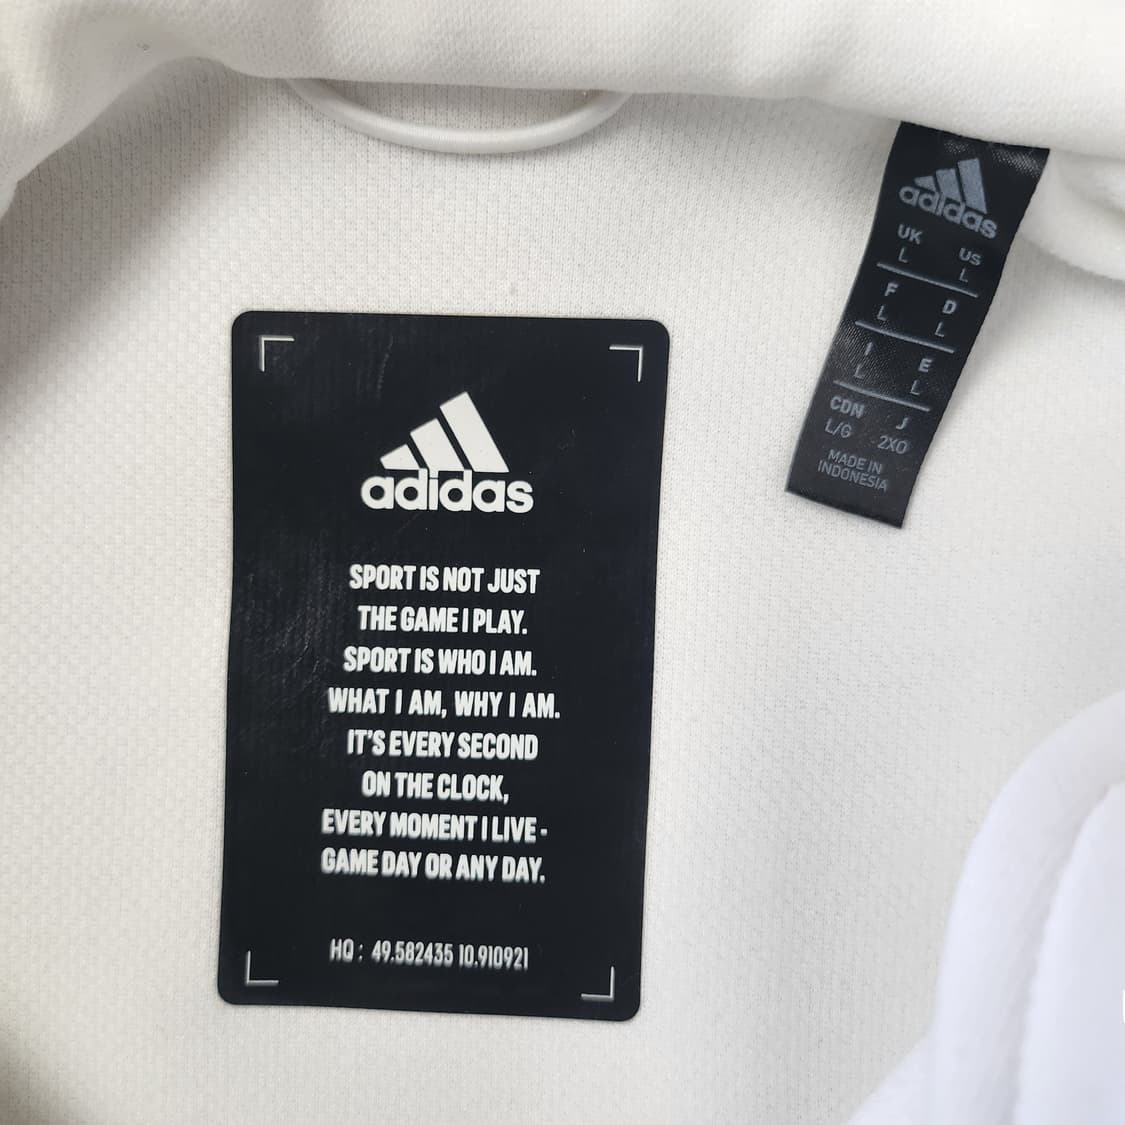 adidas
SPORT IS NOT JUST
THE GAME I PLAY.
SPORT IS WHO I AM.
WHAT I AM, WHY I AM.
IT'S EVERY SECOND
ON THE CLOCK,
EVERY MOMENT I LIVE -
GAME DAY OR ANY DAY.
HQ : 49.582435 10.910921
adidas
UK US
L L
F D
L L
I E
L L
CDN J
L/G 2XO
MADE IN
INDONESIA